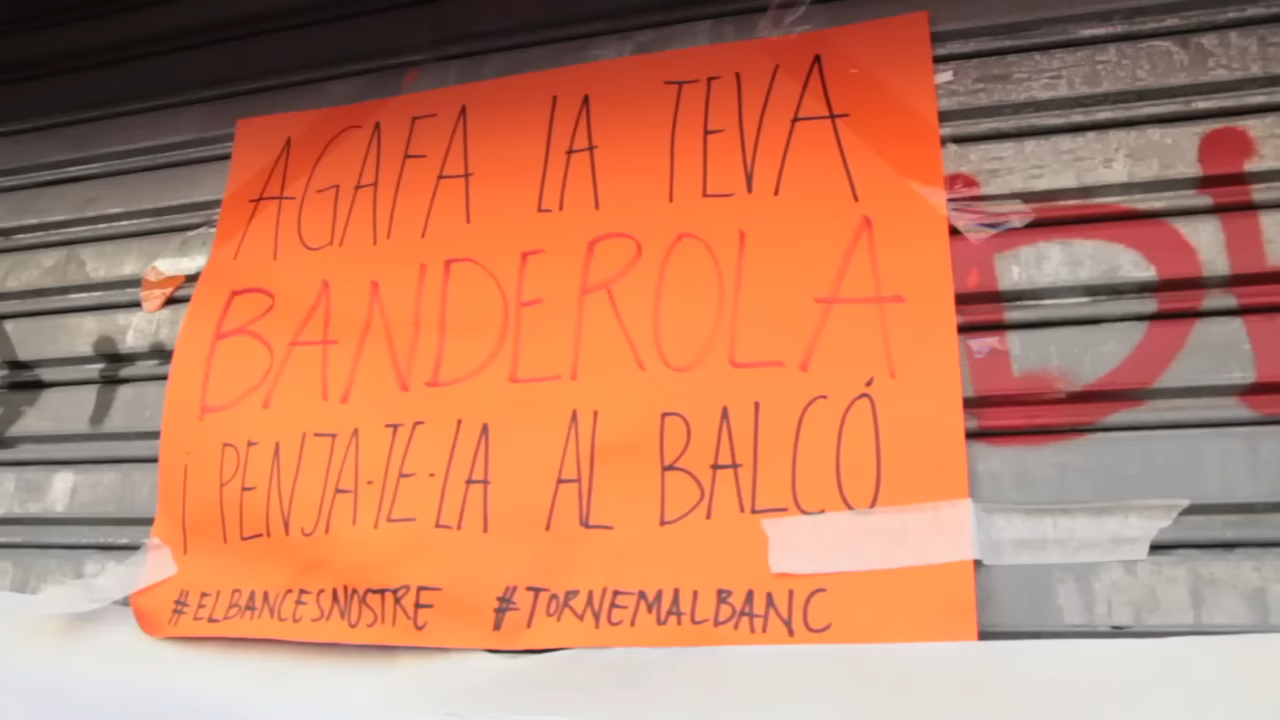 AGAFA LA TEVA
BANDEROLA
i PENJA-TE-LA AL BALCÓ
#ELBANCESNOSTRE #TORNEMALBANC